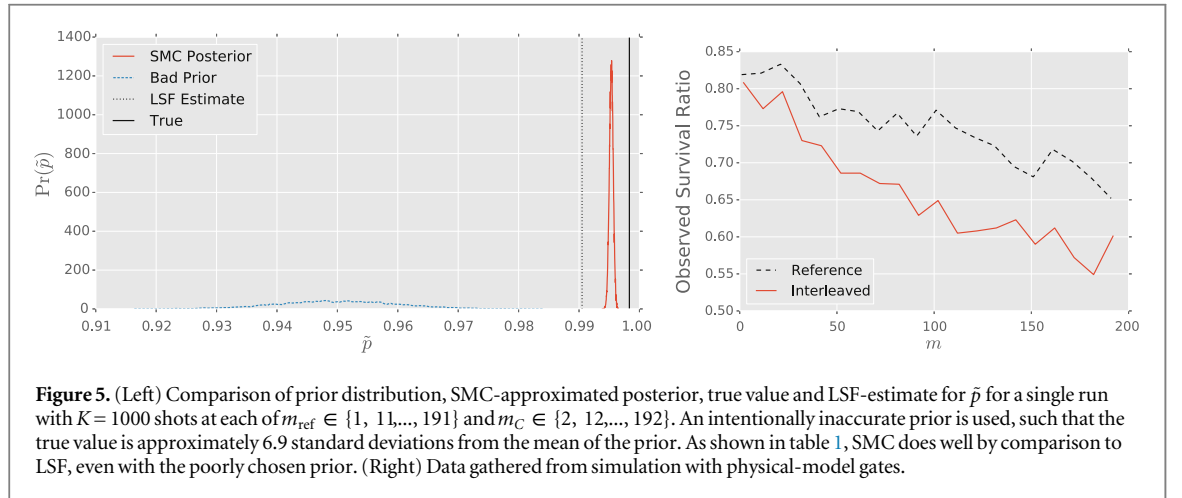 1400
1200
1000
800
600
400
200
0
Pr(p̃)
SMC Posterior
Bad Prior
LSF Estimate
True
0.91 0.92 0.93 0.94 0.95 0.96 0.97 0.98 0.99 1.00
p̃
0.85
0.80
0.75
0.70
0.65
0.60
0.55
0.50
Observed Survival Ratio
Reference
Interleaved
0 50 100 150 200
m
Figure 5. (Left) Comparison of prior distribution, SMC-approximated posterior, true value and LSF-estimate for p̃ for a single run
with K = 1000 shots at each of m_ref ∈ {1, 11,..., 191} and m_C ∈ {2, 12,..., 192}. An intentionally inaccurate prior is used, such that the
true value is approximately 6.9 standard deviations from the mean of the prior. As shown in table 1, SMC does well by comparison to
LSF, even with the poorly chosen prior. (Right) Data gathered from simulation with physical-model gates.